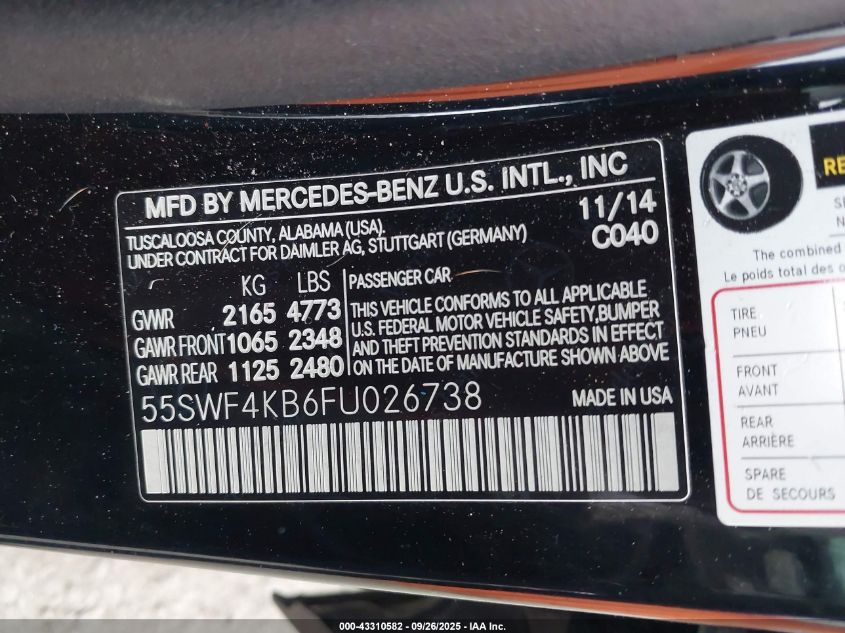 MFD BY MERCEDES-BENZ U.S. INTL., INC
TUSCALOOSA COUNTY, ALABAMA (USA). 11/14
UNDER CONTRACT FOR DAIMLER AG, STUTTGART (GERMANY) C040
KG LBS
GVWR 2165 4773
GAWR FRONT 1065 2348
GAWR REAR 1125 2480
PASSENGER CAR
THIS VEHICLE CONFORMS TO ALL APPLICABLE
U.S. FEDERAL MOTOR VEHICLE SAFETY, BUMPER
AND THEFT PREVENTION STANDARDS IN EFFECT
ON THE DATE OF MANUFACTURE SHOWN ABOVE
55SWF4KB6FU026738 MADE IN USA
The combined
Le poids total des
TIRE
PNEU
FRONT
AVANT
REAR
ARRIÈRE
SPARE
DE SECOURS
000-43310582 - 09/26/2025 - IAA Inc.